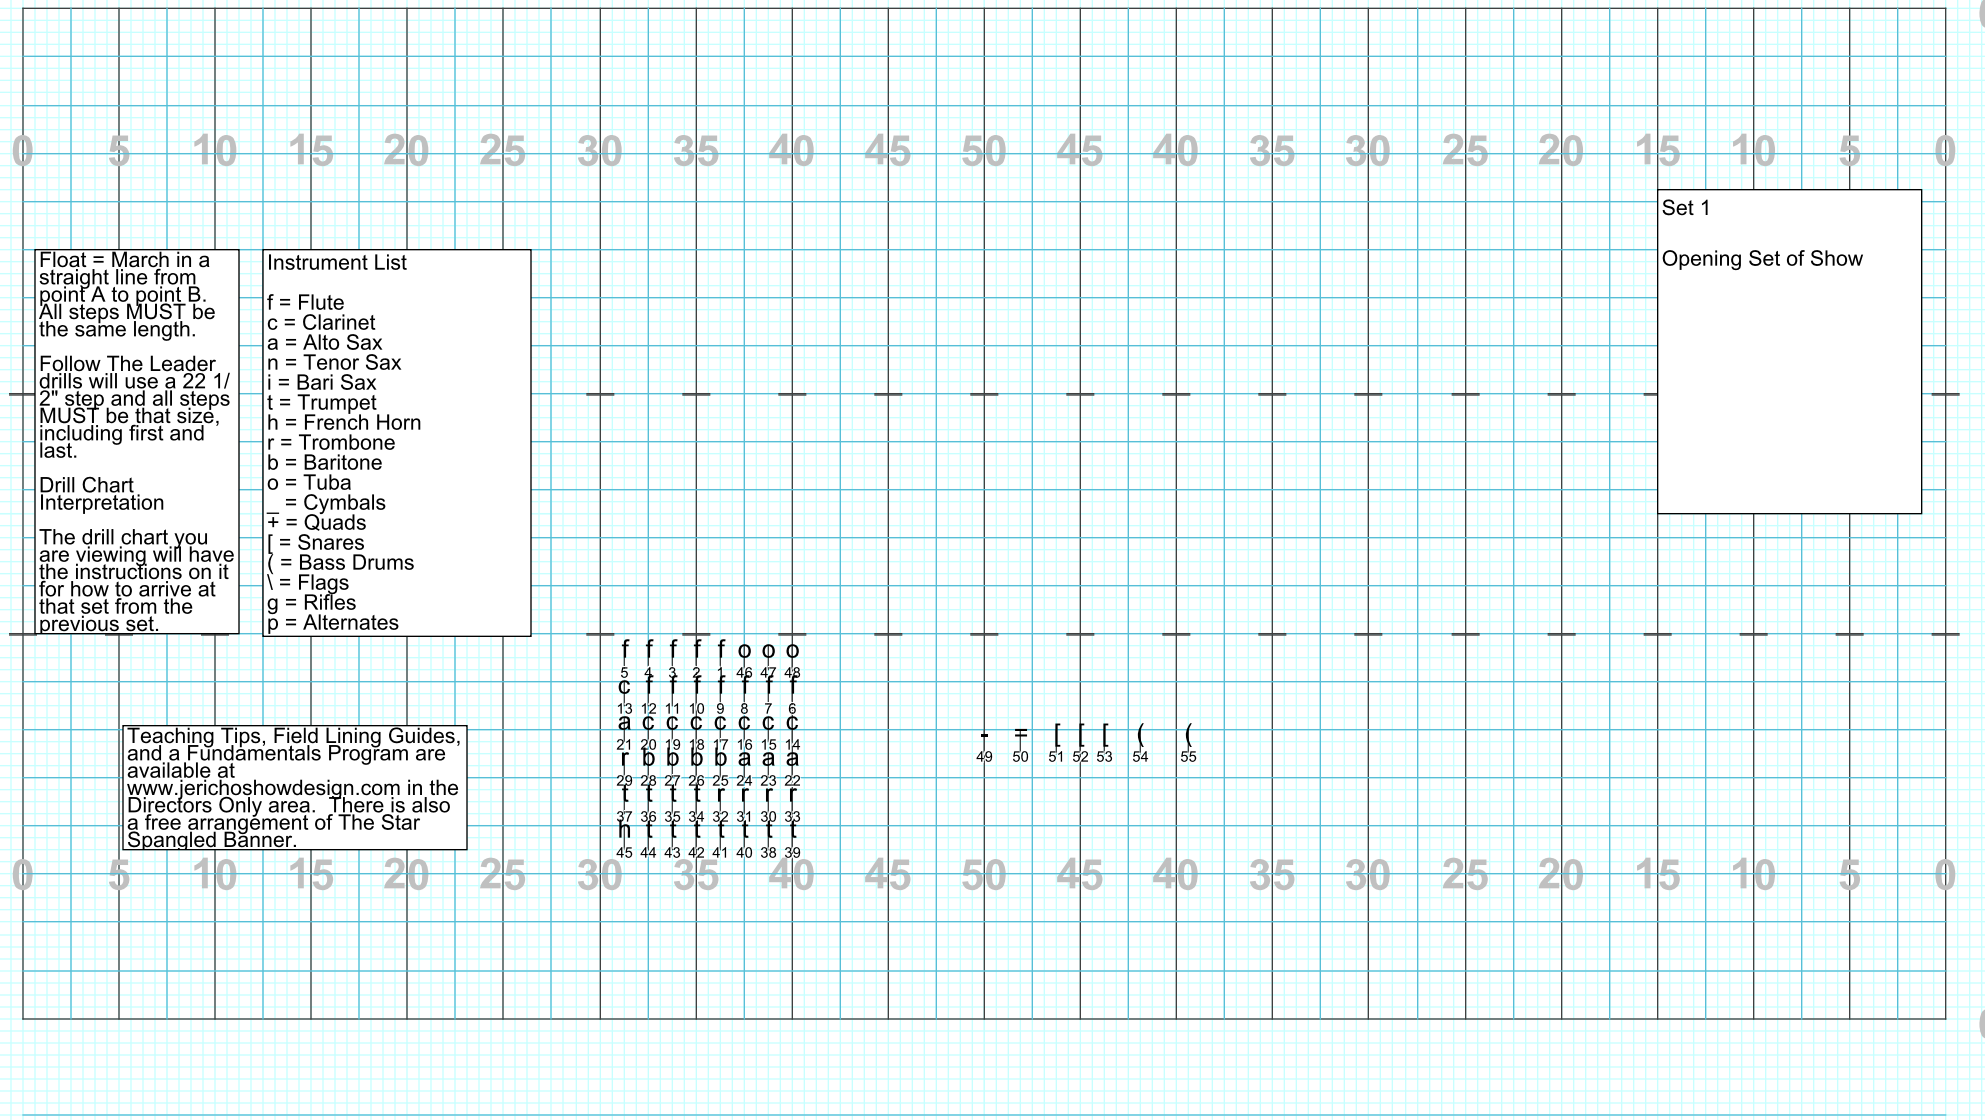 0 5 10 15 20 25 30 35 40 45 50 45 40 35 30 25 20 15 10 5 0
Set 1
Opening Set of Show
Float = March in a
straight line from
point A to point B.
All steps MUST be
the same length.
Follow The Leader
drills will use a 22 1/
2" step and all steps
MUST be that size,
including first and
last.
Drill Chart
Interpretation
The drill chart you
are viewing will have
the instructions on it
for how to arrive at
that set from the
previous set.
Instrument List
f = Flute
c = Clarinet
a = Alto Sax
n = Tenor Sax
i = Bari Sax
t = Trumpet
h = French Horn
r = Trombone
b = Baritone
o = Tuba
_ = Cymbals
+ = Quads
[ = Snares
( = Bass Drums
\ = Flags
g = Rifles
p = Alternates
f f f f f o o o
5 4 3 2 1 46 47 48
c f f f f f f f
13 12 11 10 9 8 7 6
a c c c c c c c
21 20 19 18 17 16 15 14
r b b b b a a a
29 28 27 26 25 24 23 22
t t t t r r r r
37 36 35 34 32 31 30 33
h t t t t t t t
45 44 43 42 41 40 38 39
- = [ [ [ ( (
49 50 51 52 53 54 55
Teaching Tips, Field Lining Guides,
and a Fundamentals Program are
available at
www.jerichoshowdesign.com in the
Directors Only area.  There is also
a free arrangement of The Star
Spangled Banner.
0 5 10 15 20 25 30 35 40 45 50 45 40 35 30 25 20 15 10 5 0